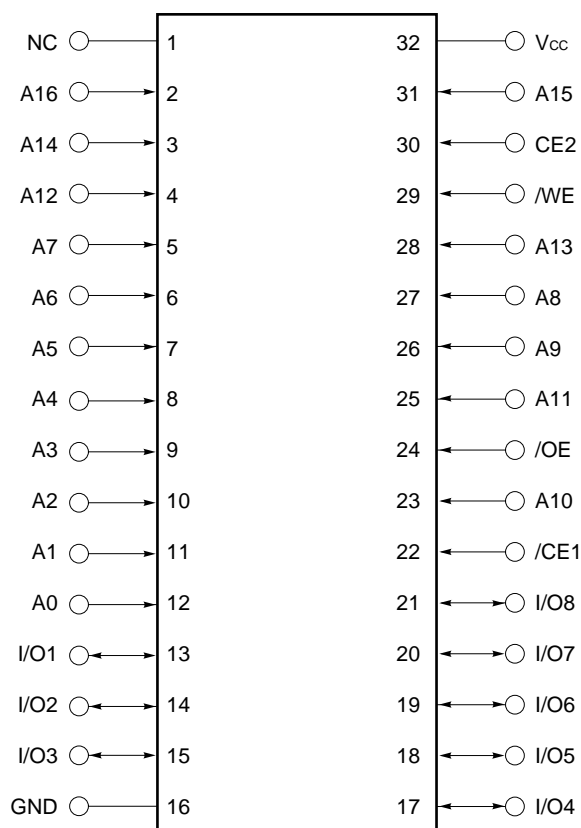 NC 1 32 Vcc
A16 2 31 A15
A14 3 30 CE2
A12 4 29 /WE
A7 5 28 A13
A6 6 27 A8
A5 7 26 A9
A4 8 25 A11
A3 9 24 /OE
A2 10 23 A10
A1 11 22 /CE1
A0 12 21 I/O8
I/O1 13 20 I/O7
I/O2 14 19 I/O6
I/O3 15 18 I/O5
GND 16 17 I/O4